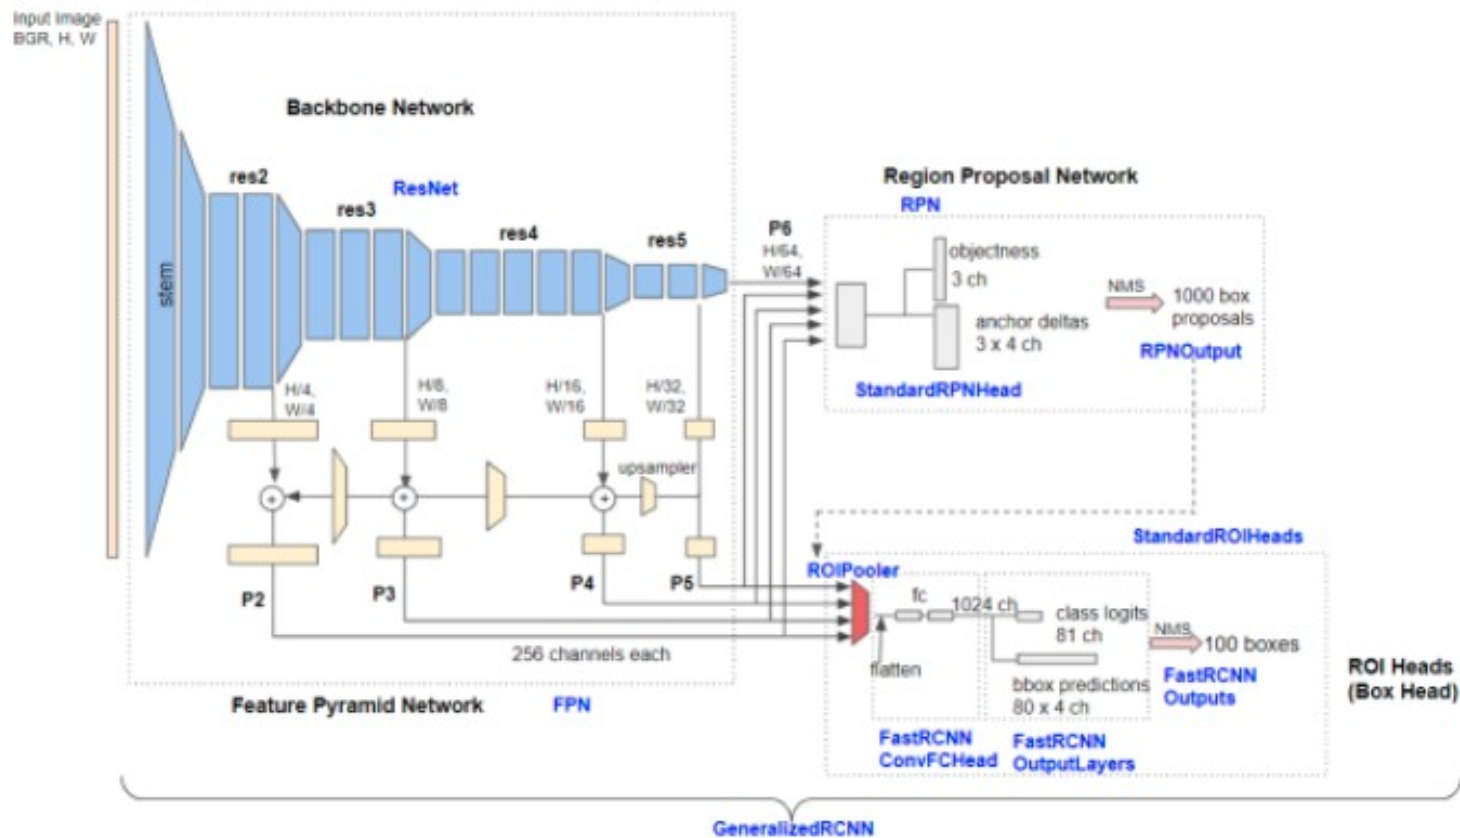 Input Image
BGR, H, W
Backbone Network
ResNet
stem
res2
res3
res4
res5
H/4,
W/4
H/8,
W/8
H/16,
W/16
H/32,
W/32
upsampler
+
+
+
P2
P3
P4
P5
256 channels each
Feature Pyramid Network
FPN
P6
H/64,
W/64
Region Proposal Network
RPN
objectness
3 ch
anchor deltas
3 x 4 ch
StandardRPNHead
NMS
1000 box
proposals
RPNOutput
StandardROIHeads
ROIPooler
flatten
fc
1024 ch
class logits
81 ch
bbox predictions
80 x 4 ch
FastRCNN
ConvFCHead
FastRCNN
OutputLayers
NMS
100 boxes
FastRCNN
Outputs
ROI Heads
(Box Head)
GeneralizedRCNN